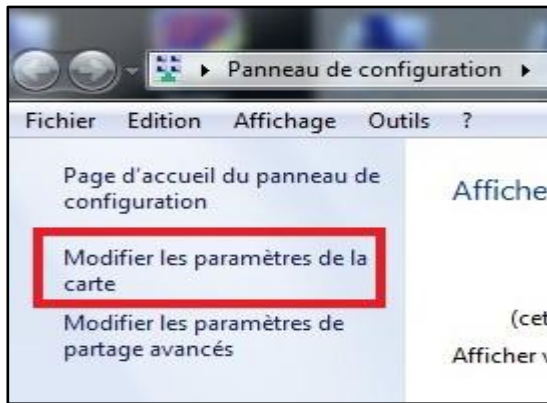 Panneau de configuration
Fichier Edition Affichage Outils ?
Page d'accueil du panneau de
configuration
Affiche
Modifier les paramètres de la
carte
Modifier les paramètres de
partage avancés
(cet
Afficher v